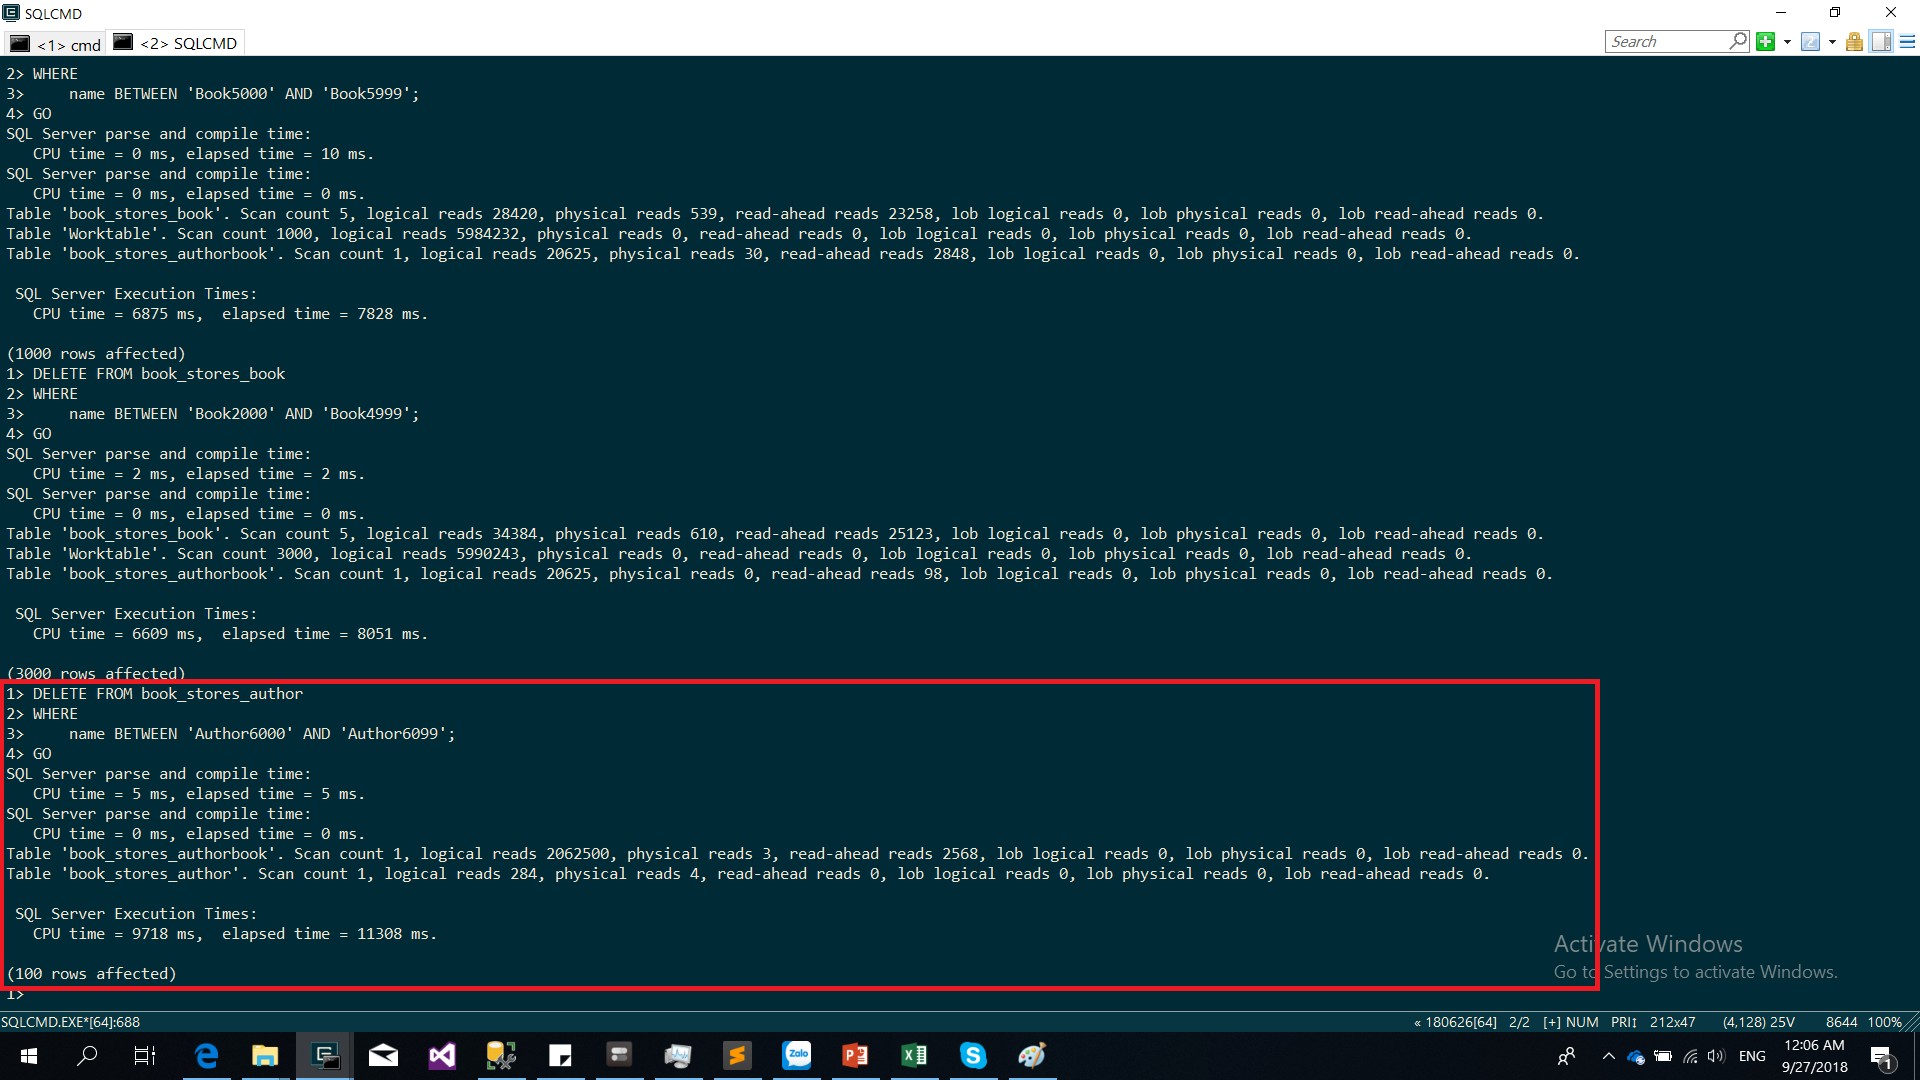 SQLCMD
<1> cmd
<2> SQLCMD
Search
2> WHERE
3>     name BETWEEN 'Book5000' AND 'Book5999';
4> GO
SQL Server parse and compile time:
   CPU time = 0 ms, elapsed time = 10 ms.
SQL Server parse and compile time:
   CPU time = 0 ms, elapsed time = 0 ms.
Table 'book_stores_book'. Scan count 5, logical reads 28420, physical reads 539, read-ahead reads 23258, lob logical reads 0, lob physical reads 0, lob read-ahead reads 0.
Table 'Worktable'. Scan count 1000, logical reads 5984232, physical reads 0, read-ahead reads 0, lob logical reads 0, lob physical reads 0, lob read-ahead reads 0.
Table 'book_stores_authorbook'. Scan count 1, logical reads 20625, physical reads 30, read-ahead reads 2848, lob logical reads 0, lob physical reads 0, lob read-ahead reads 0.
 SQL Server Execution Times:
   CPU time = 6875 ms,  elapsed time = 7828 ms.
(1000 rows affected)
1> DELETE FROM book_stores_book
2> WHERE
3>     name BETWEEN 'Book2000' AND 'Book4999';
4> GO
SQL Server parse and compile time:
   CPU time = 2 ms, elapsed time = 2 ms.
SQL Server parse and compile time:
   CPU time = 0 ms, elapsed time = 0 ms.
Table 'book_stores_book'. Scan count 5, logical reads 34384, physical reads 610, read-ahead reads 25123, lob logical reads 0, lob physical reads 0, lob read-ahead reads 0.
Table 'Worktable'. Scan count 3000, logical reads 5990243, physical reads 0, read-ahead reads 0, lob logical reads 0, lob physical reads 0, lob read-ahead reads 0.
Table 'book_stores_authorbook'. Scan count 1, logical reads 20625, physical reads 0, read-ahead reads 98, lob logical reads 0, lob physical reads 0, lob read-ahead reads 0.
 SQL Server Execution Times:
   CPU time = 6609 ms,  elapsed time = 8051 ms.
(3000 rows affected)
1> DELETE FROM book_stores_author
2> WHERE
3>     name BETWEEN 'Author6000' AND 'Author6099';
4> GO
SQL Server parse and compile time:
   CPU time = 5 ms, elapsed time = 5 ms.
SQL Server parse and compile time:
   CPU time = 0 ms, elapsed time = 0 ms.
Table 'book_stores_authorbook'. Scan count 1, logical reads 2062500, physical reads 3, read-ahead reads 2568, lob logical reads 0, lob physical reads 0, lob read-ahead reads 0.
Table 'book_stores_author'. Scan count 1, logical reads 284, physical reads 4, read-ahead reads 0, lob logical reads 0, lob physical reads 0, lob read-ahead reads 0.
 SQL Server Execution Times:
   CPU time = 9718 ms,  elapsed time = 11308 ms.
(100 rows affected)
1>
Activate Windows
Go to Settings to activate Windows.
SQLCMD.EXE*[64]:688
« 180626[64] 2/2 [+] NUM PRI↕ 212x47 (4,128) 25V 8644 100%
Zalo
ENG
12:06 AM
9/27/2018
1